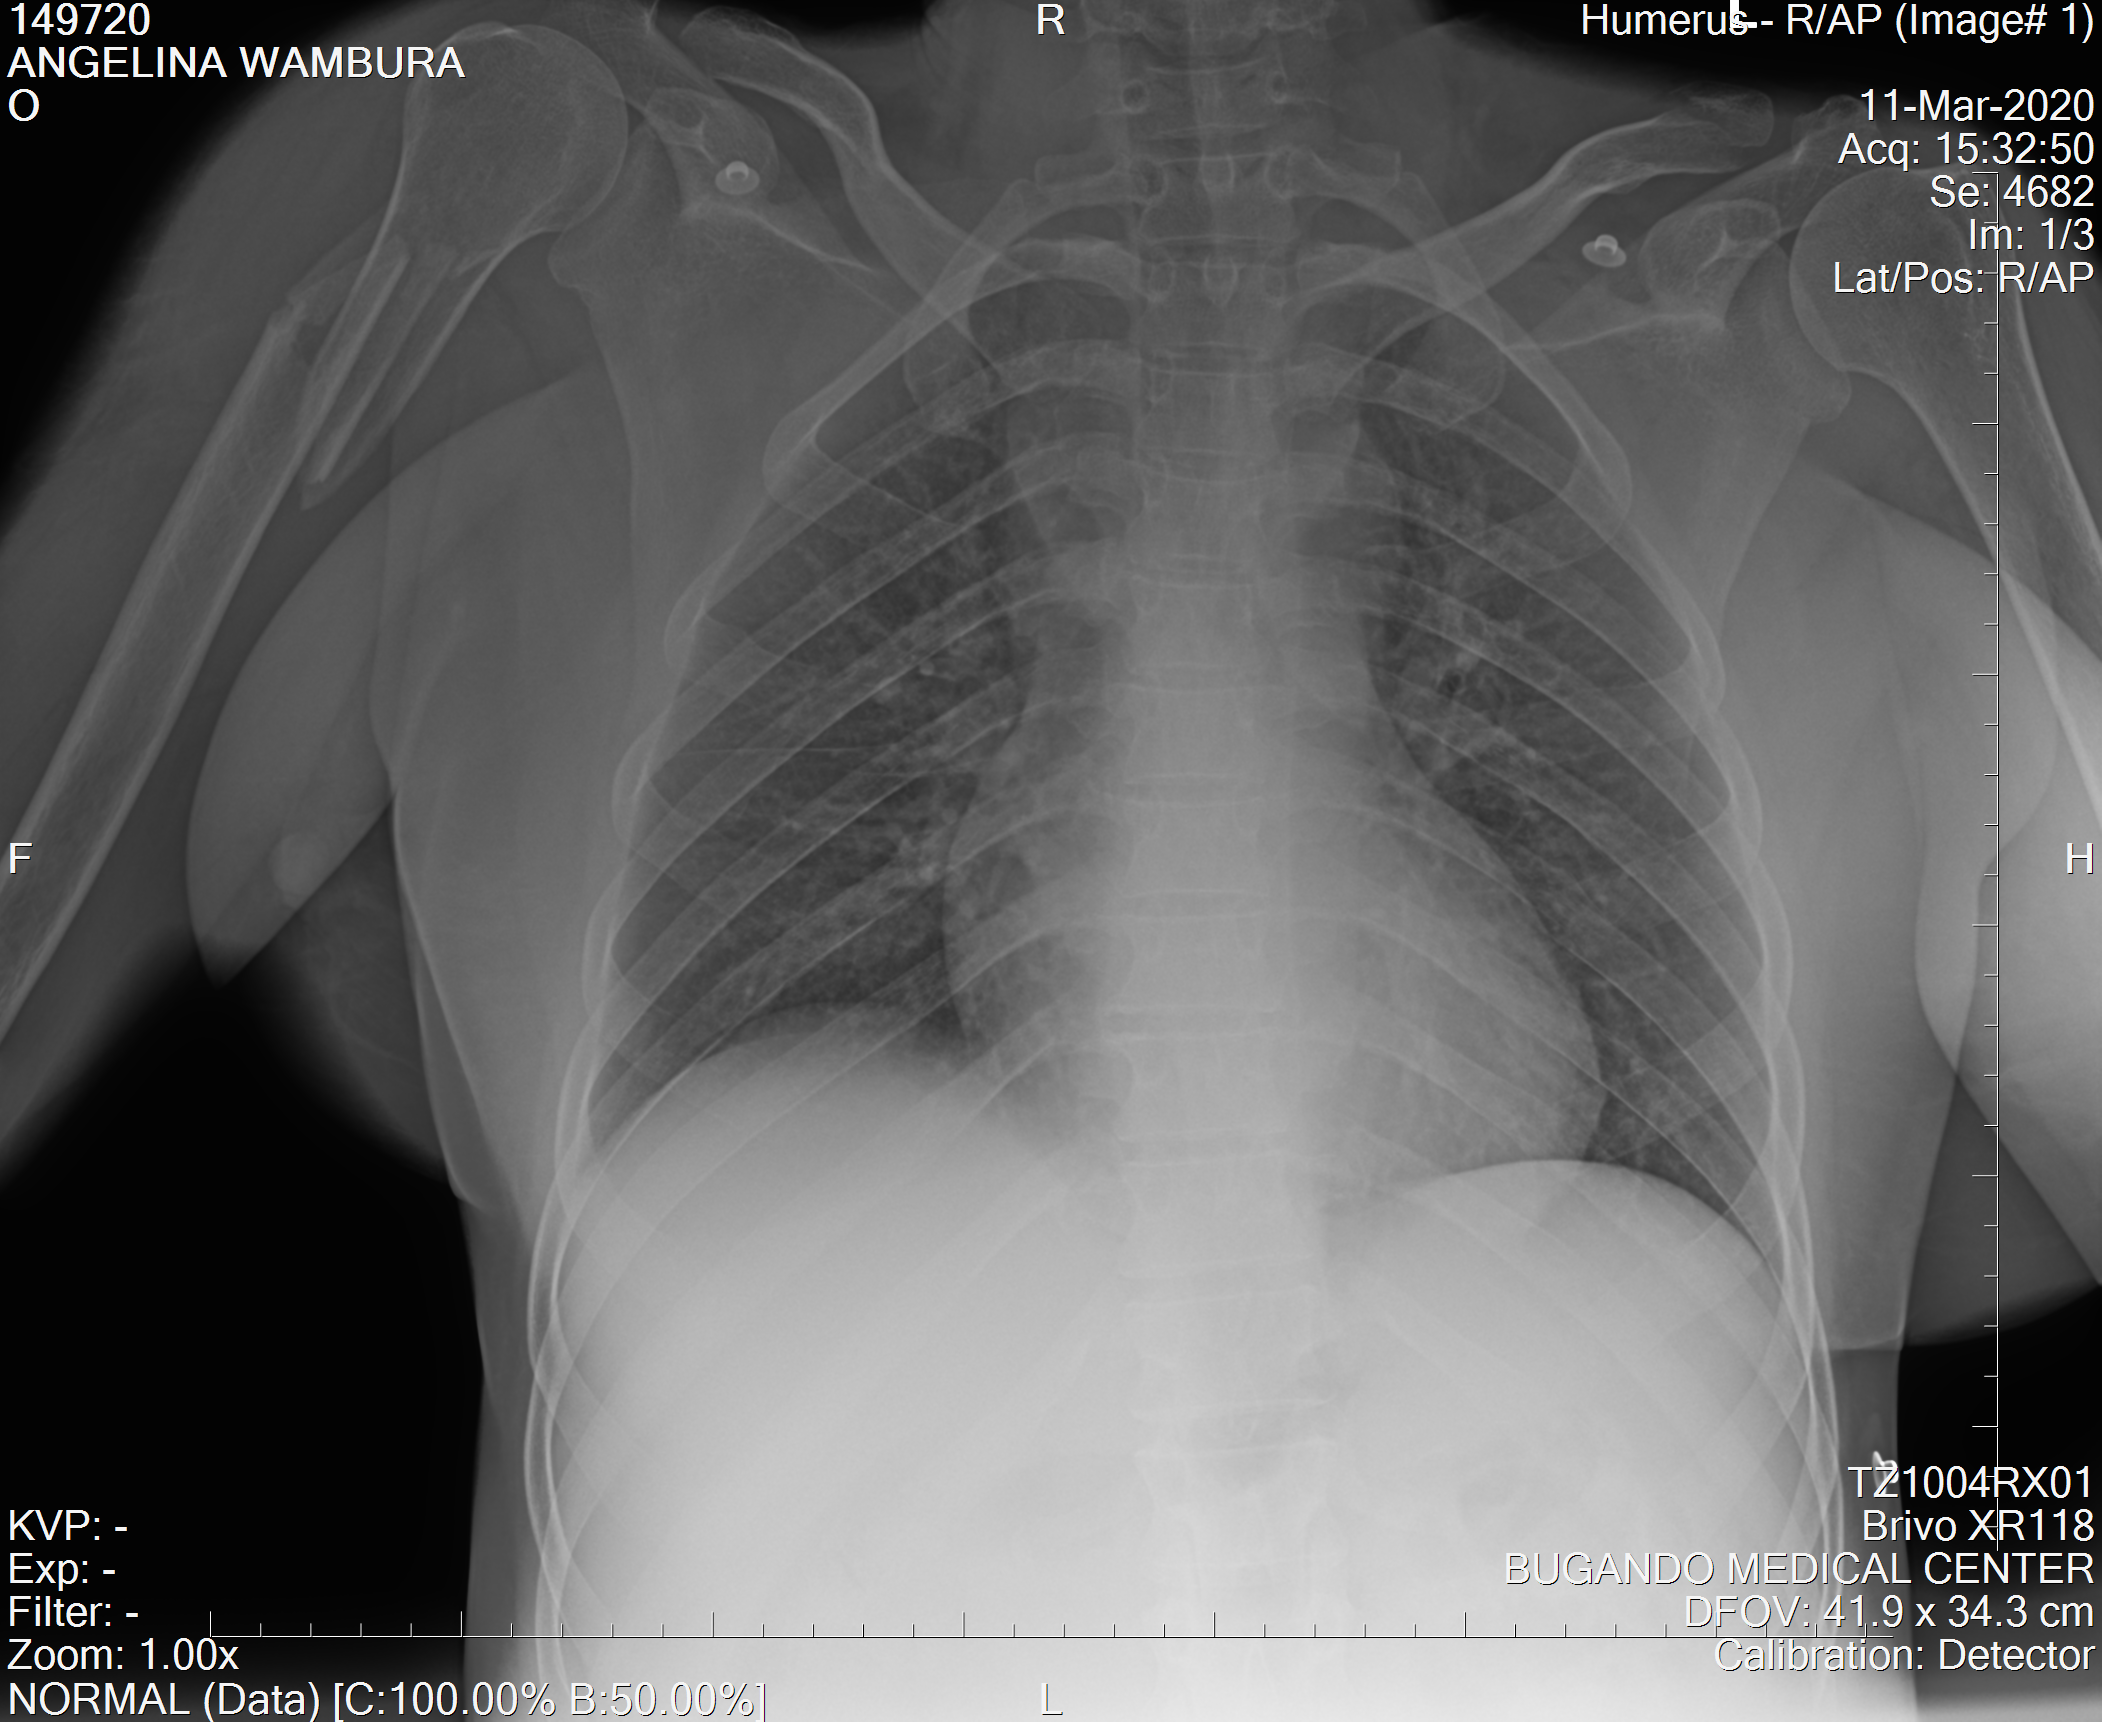 149720
ANGELINA WAMBURA
O
R
Humerus - R/AP (Image# 1)
L
11-Mar-2020
Acq: 15:32:50
Se: 4682
Im: 1/3
Lat/Pos: R/AP
F
H
KVP: -
Exp: -
Filter: -
Zoom: 1.00x
NORMAL (Data) [C:100.00% B:50.00%]
L
TZ1004RX01
Brivo XR118
BUGANDO MEDICAL CENTER
DFOV: 41.9 x 34.3 cm
Calibration: Detector